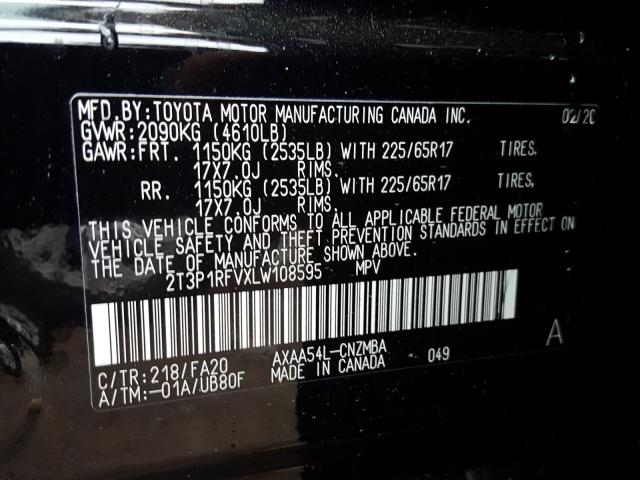 MFD.BY:TOYOTA MOTOR MANUFACTURING CANADA INC. 02/20
GVWR:2090KG (4610LB)
GAWR:FRT. 1150KG (2535LB) WITH 225/65R17 TIRES.
17X7.0J RIMS.
RR. 1150KG (2535LB) WITH 225/65R17 TIRES.
17X7.0J RIMS.
THIS VEHICLE CONFORMS TO ALL APPLICABLE FEDERAL MOTOR
VEHICLE SAFETY AND THEFT PREVENTION STANDARDS IN EFFECT ON
THE DATE OF MANUFACTURE SHOWN ABOVE.
2T3P1RFVXLW108595 MPV
A
C/TR:218/FA20 AXAA54L-CNZMBA 049
A/TM:-01A/UB80F MADE IN CANADA